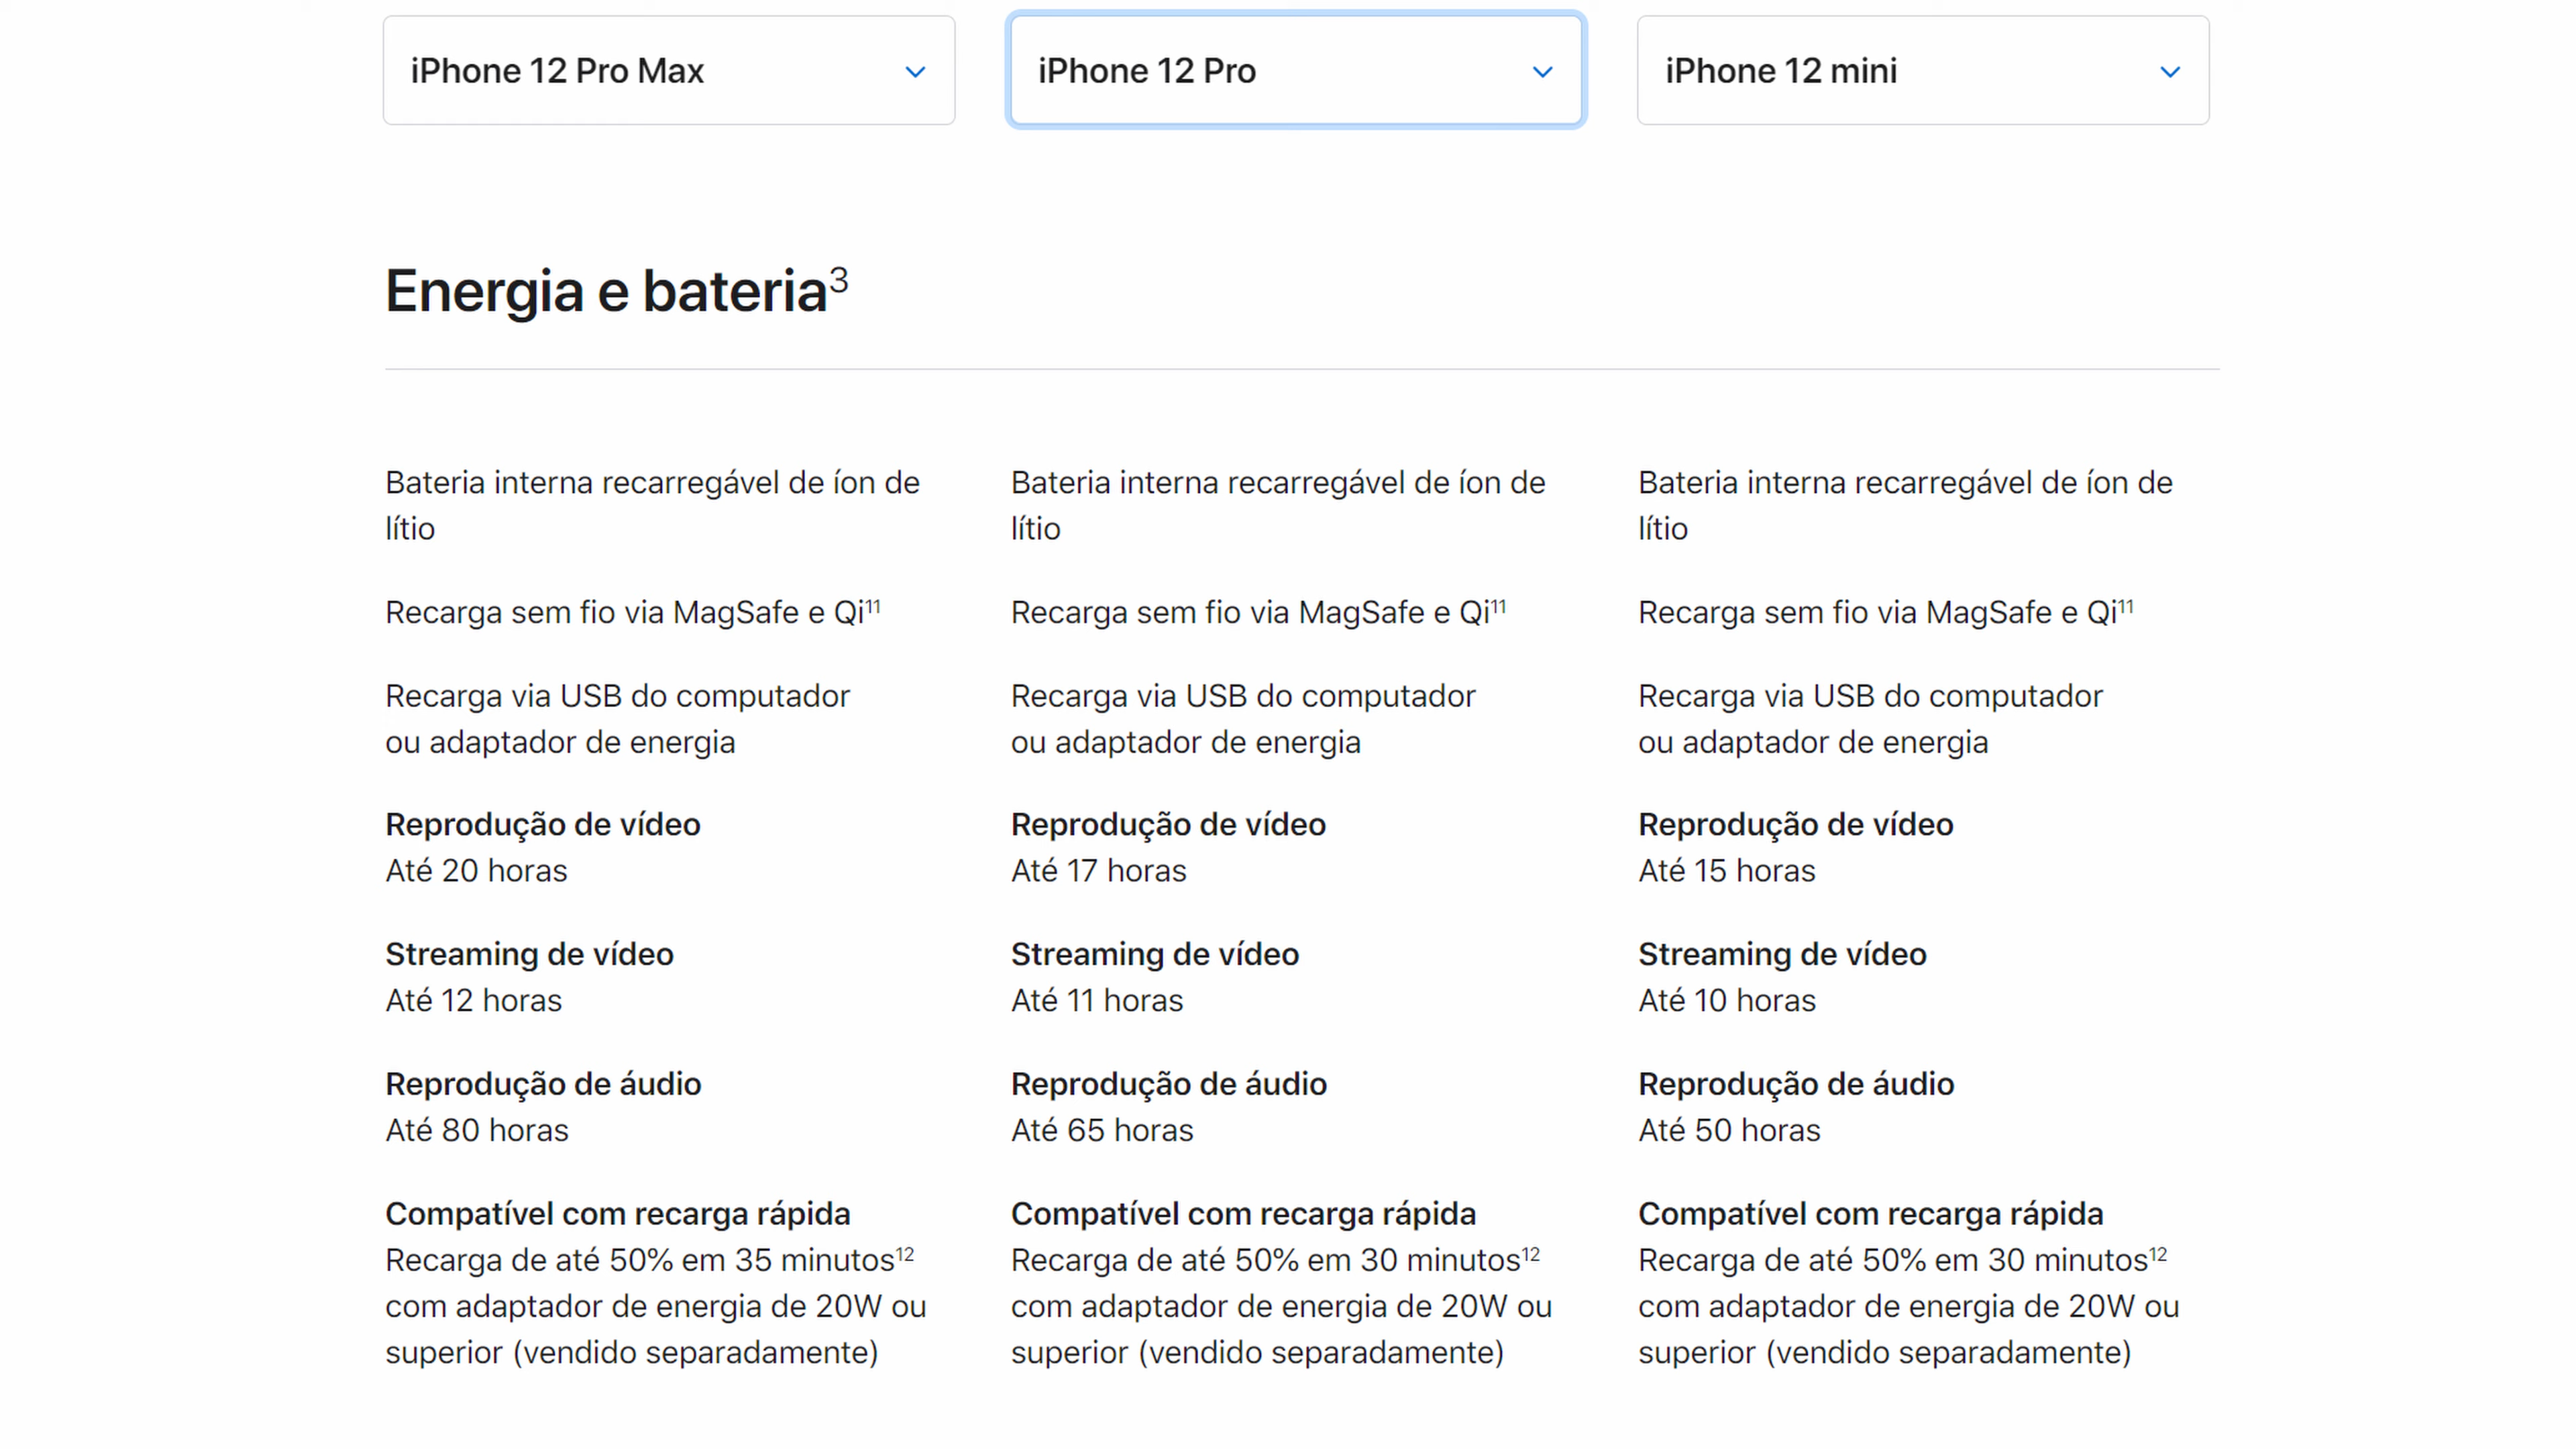 iPhone 12 Pro Max
iPhone 12 Pro
iPhone 12 mini
Energia e bateria³
Bateria interna recarregável de íon de
lítio
Recarga sem fio via MagSafe e Qi¹¹
Recarga via USB do computador
ou adaptador de energia
Reprodução de vídeo
Até 20 horas
Streaming de vídeo
Até 12 horas
Reprodução de áudio
Até 80 horas
Compatível com recarga rápida
Recarga de até 50% em 35 minutos¹²
com adaptador de energia de 20W ou
superior (vendido separadamente)
Bateria interna recarregável de íon de
lítio
Recarga sem fio via MagSafe e Qi¹¹
Recarga via USB do computador
ou adaptador de energia
Reprodução de vídeo
Até 17 horas
Streaming de vídeo
Até 11 horas
Reprodução de áudio
Até 65 horas
Compatível com recarga rápida
Recarga de até 50% em 30 minutos¹²
com adaptador de energia de 20W ou
superior (vendido separadamente)
Bateria interna recarregável de íon de
lítio
Recarga sem fio via MagSafe e Qi¹¹
Recarga via USB do computador
ou adaptador de energia
Reprodução de vídeo
Até 15 horas
Streaming de vídeo
Até 10 horas
Reprodução de áudio
Até 50 horas
Compatível com recarga rápida
Recarga de até 50% em 30 minutos¹²
com adaptador de energia de 20W ou
superior (vendido separadamente)